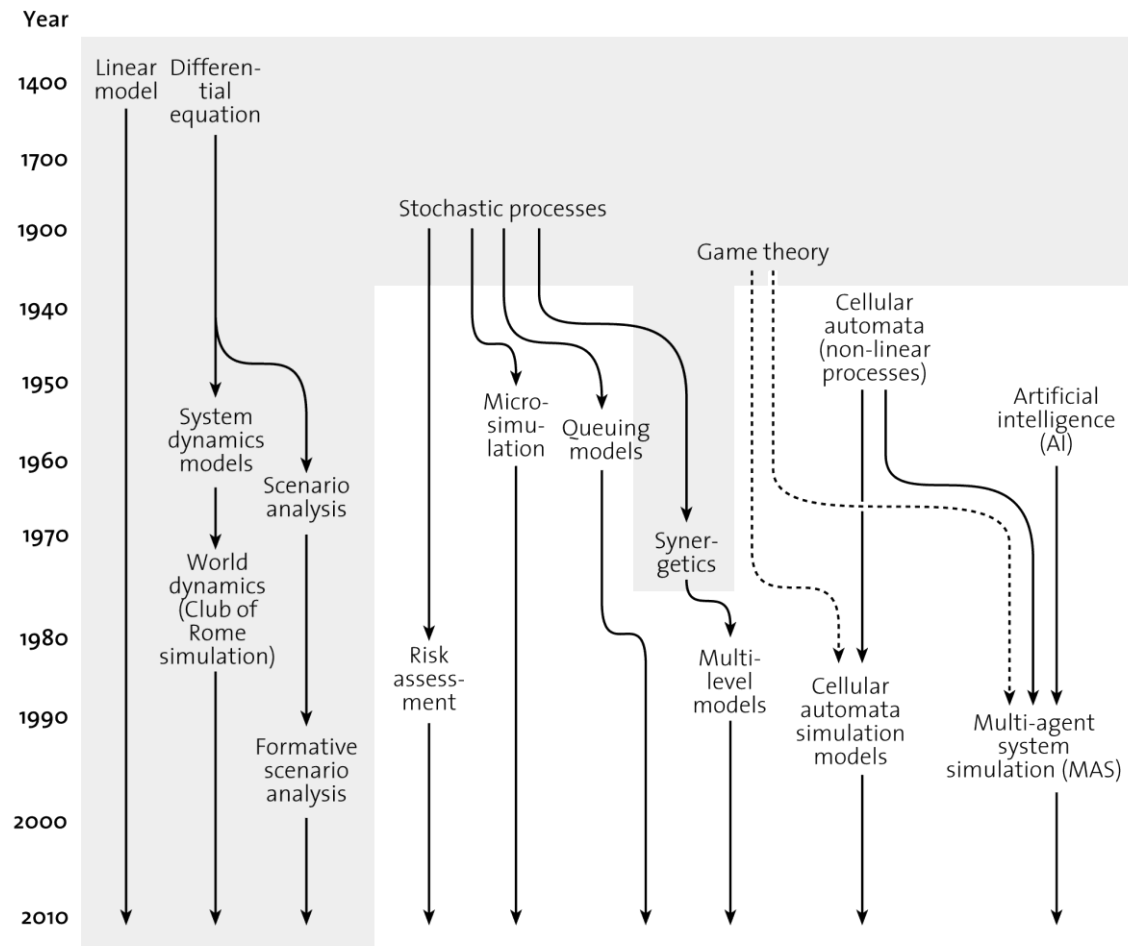 Year
1400
1700
1900
1940
1950
1960
1970
1980
1990
2000
2010
Linear
model
Differen-
tial
equation
Stochastic processes
Game theory
Cellular
automata
(non-linear
processes)
Artificial
intelligence
(AI)
System
dynamics
models
Scenario
analysis
Micro-
simu-
lation
Queuing
models
Syner-
getics
World
dynamics
(Club of
Rome
simulation)
Risk
assess-
ment
Multi-
level
models
Cellular
automata
simulation
models
Multi-agent
system
simulation (MAS)
Formative
scenario
analysis